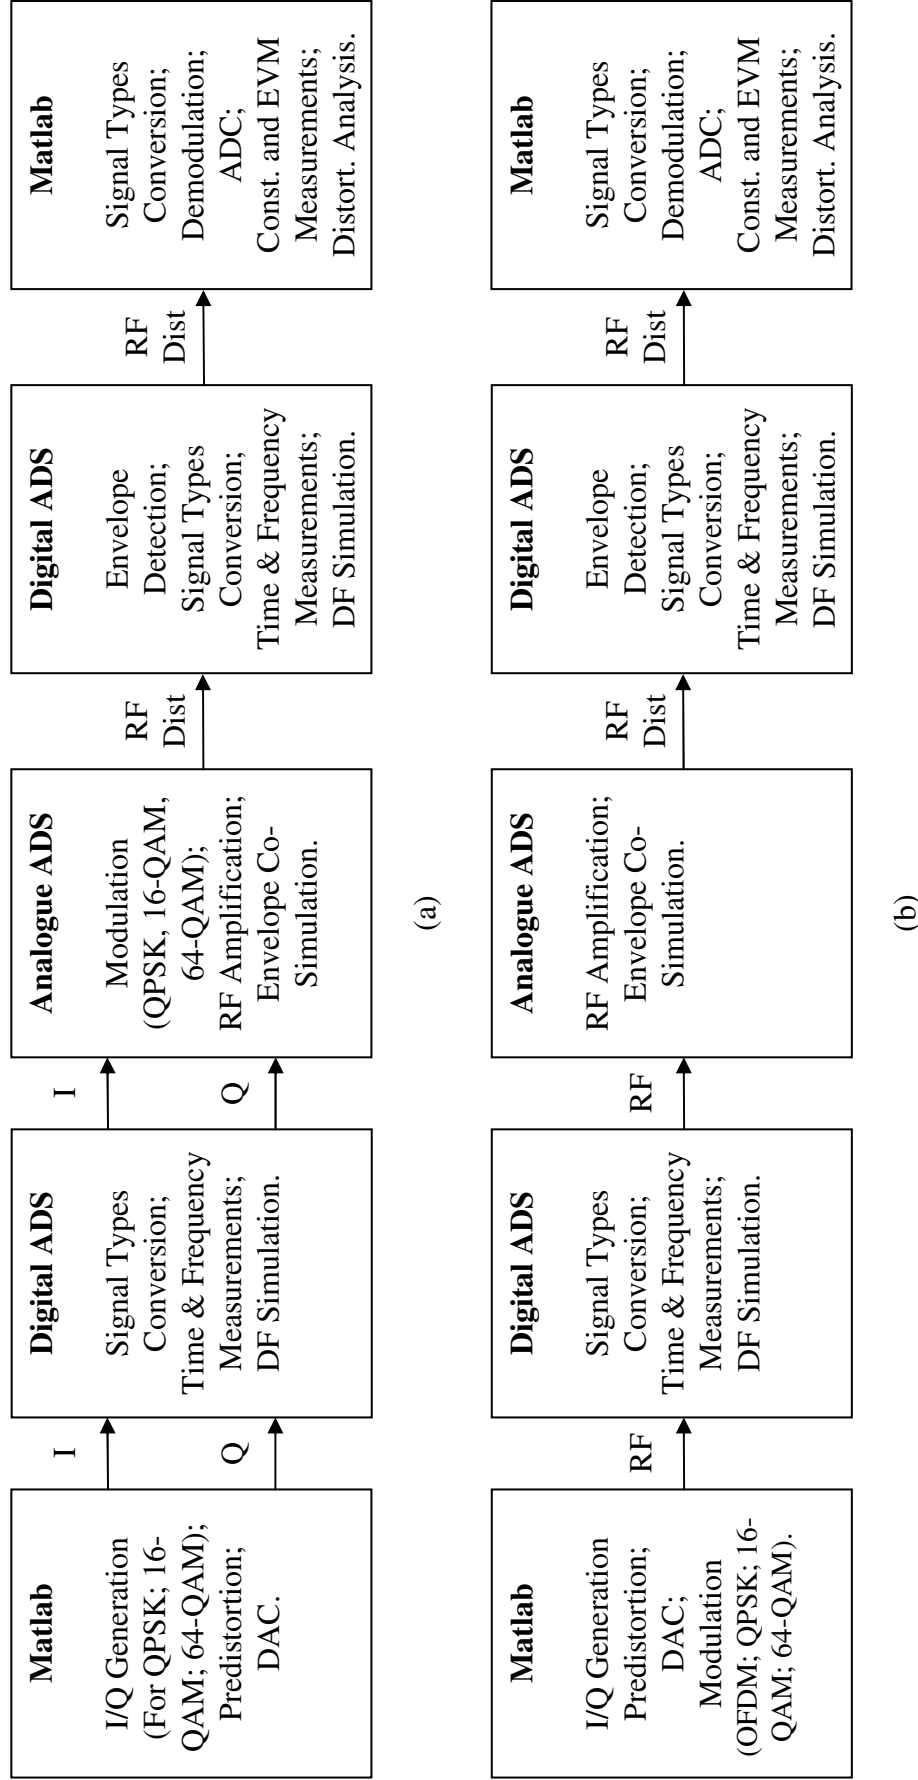 Matlab
I/Q Generation
(For QPSK; 16-
QAM; 64-QAM);
Predistortion;
DAC.
I
Q
Digital ADS
Signal Types
Conversion;
Time & Frequency
Measurements;
DF Simulation.
I
Q
Analogue ADS
Modulation
(QPSK, 16-QAM,
64-QAM);
RF Amplification;
Envelope Co-
Simulation.
RF
Dist
Digital ADS
Envelope
Detection;
Signal Types
Conversion;
Time & Frequency
Measurements;
DF Simulation.
RF
Dist
Matlab
Signal Types
Conversion;
Demodulation;
ADC;
Const. and EVM
Measurements;
Distort. Analysis.
(a)
Matlab
I/Q Generation
Predistortion;
DAC;
Modulation
(OFDM; QPSK; 16-
QAM; 64-QAM).
RF
Digital ADS
Signal Types
Conversion;
Time & Frequency
Measurements;
DF Simulation.
RF
Analogue ADS
RF Amplification;
Envelope Co-
Simulation.
RF
Dist
Digital ADS
Envelope
Detection;
Signal Types
Conversion;
Time & Frequency
Measurements;
DF Simulation.
RF
Dist
Matlab
Signal Types
Conversion;
Demodulation;
ADC;
Const. and EVM
Measurements;
Distort. Analysis.
(b)